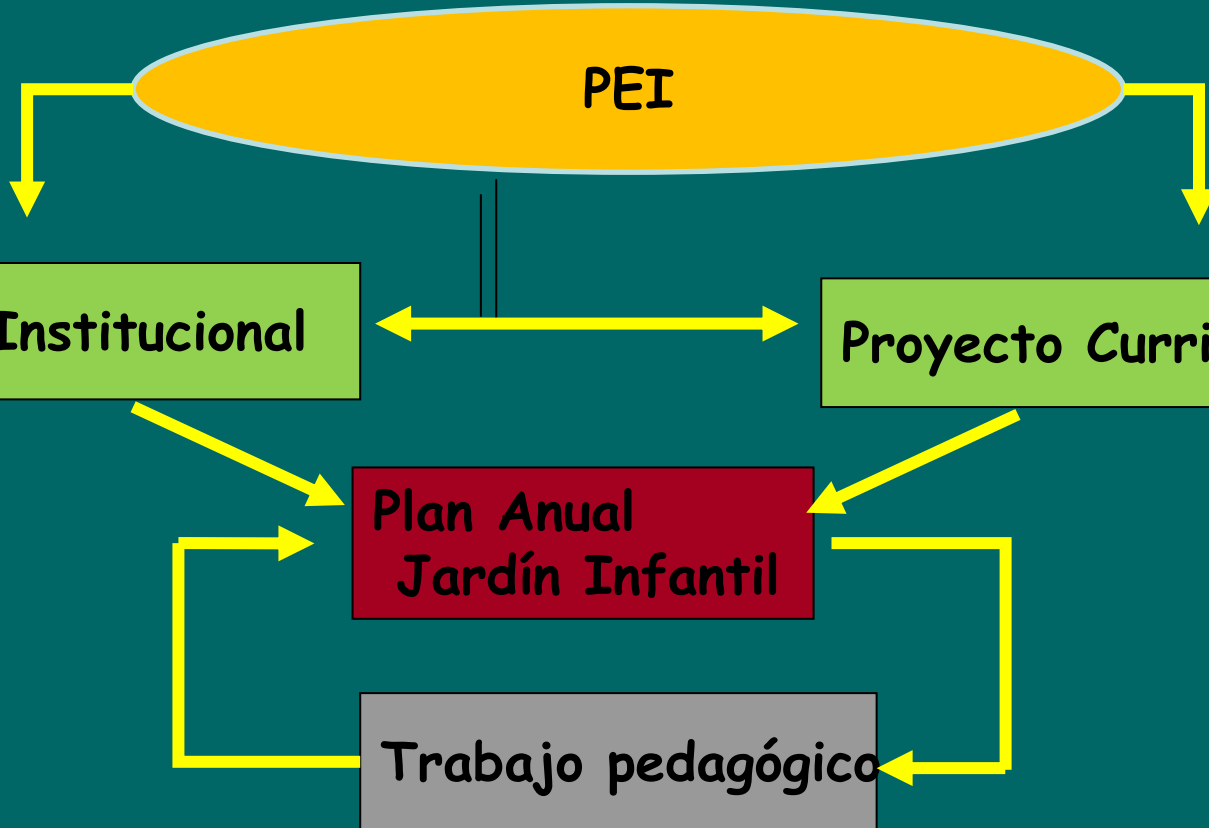 PEI
Institucional
Proyecto Curri
Plan Anual
Jardín Infantil
Trabajo pedagógico